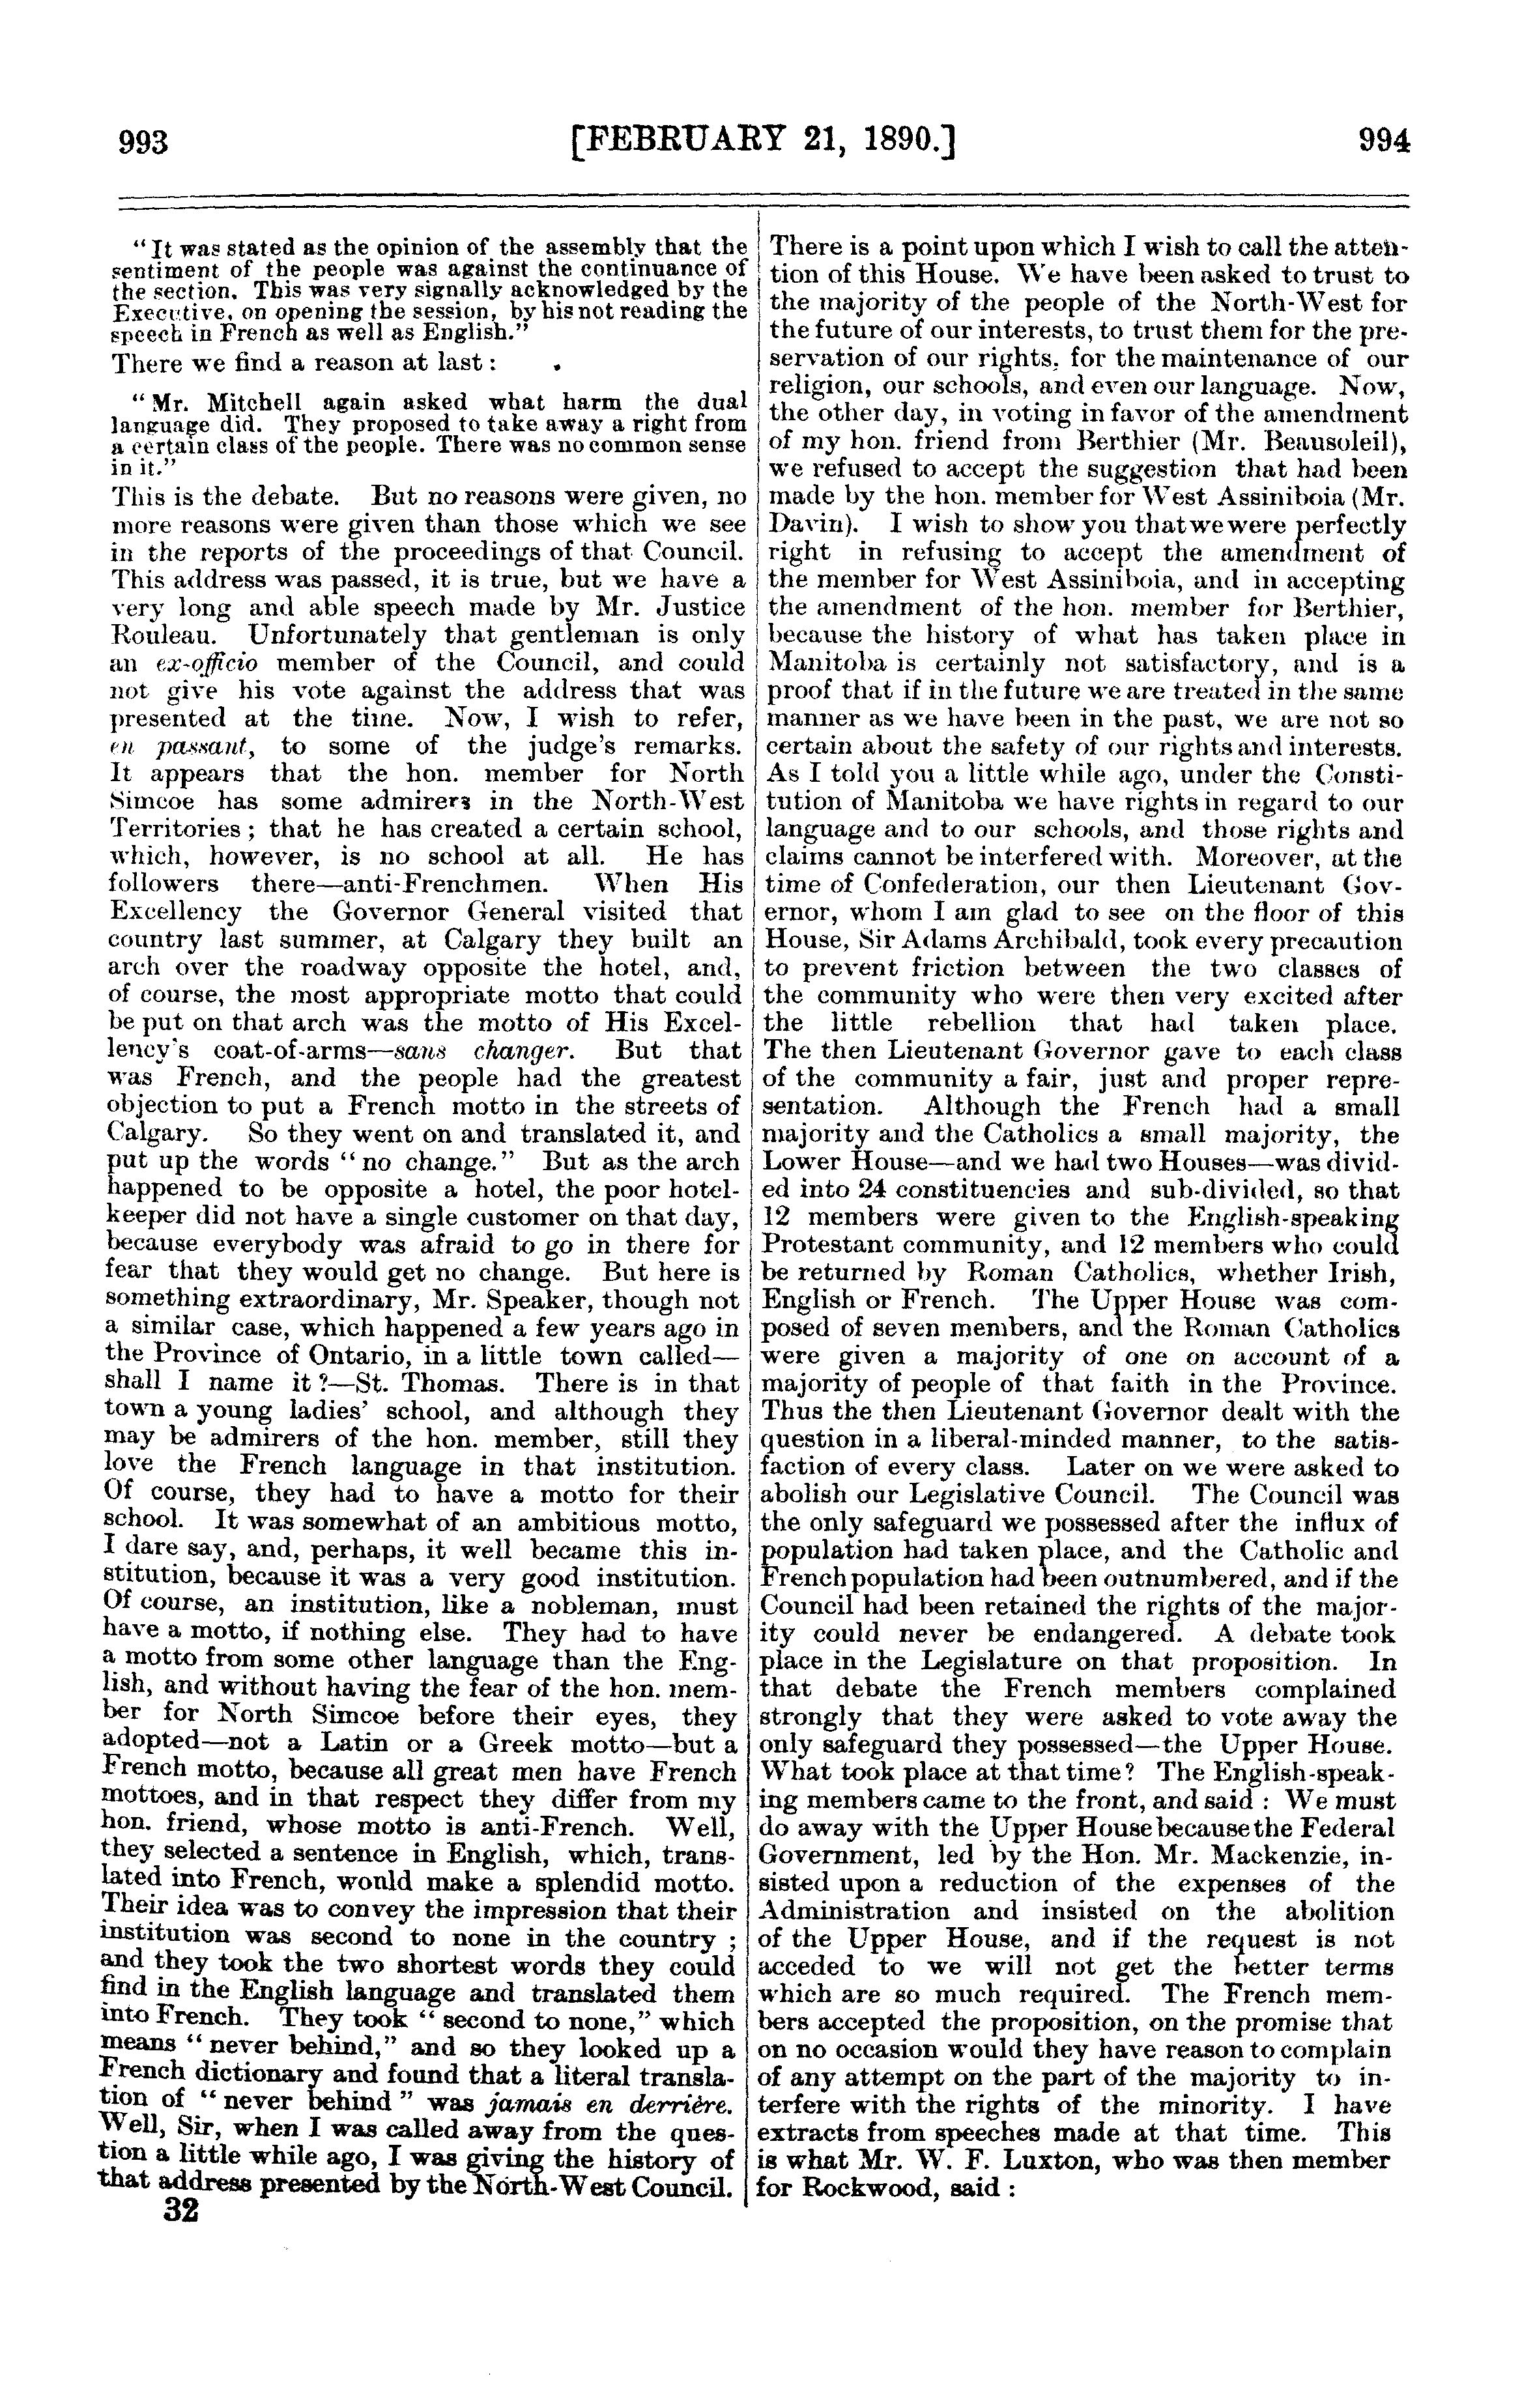 993
[FEBRUARY 21, 1890.]
994
"It was stated as the opinion of the assembly that the
sentiment of the people was against the continuance of
the section. This was very signally acknowledged by the
Executive, on opening the session, by his not reading the
speech in French as well as English."
There we find a reason at last :
"Mr. Mitchell again asked what harm the dual
language did. They proposed to take away a right from
a certain class of the people. There was no common sense
in it."
This is the debate. But no reasons were given, no
more reasons were given than those which we see
in the reports of the proceedings of that Council.
This address was passed, it is true, but we have a
very long and able speech made by Mr. Justice
Rouleau. Unfortunately that gentleman is only
an ex-officio member of the Council, and could
not give his vote against the address that was
presented at the time. Now, I wish to refer,
en passant, to some of the judge's remarks.
It appears that the hon. member for North
Simcoe has some admirers in the North-West
Territories ; that he has created a certain school,
which, however, is no school at all. He has
followers there—anti-Frenchmen. When His
Excellency the Governor General visited that
country last summer, at Calgary they built an
arch over the roadway opposite the hotel, and,
of course, the most appropriate motto that could
be put on that arch was the motto of His Excel-
lency's coat-of-arms—sans changer. But that
was French, and the people had the greatest
objection to put a French motto in the streets of
Calgary. So they went on and translated it, and
put up the words "no change." But as the arch
happened to be opposite a hotel, the poor hotel-
keeper did not have a single customer on that day,
because everybody was afraid to go in there for
fear that they would get no change. But here is
something extraordinary, Mr. Speaker, though not
a similar case, which happened a few years ago in
the Province of Ontario, in a little town called—
shall I name it ?—St. Thomas. There is in that
town a young ladies' school, and although they
may be admirers of the hon. member, still they
love the French language in that institution.
Of course, they had to have a motto for their
school. It was somewhat of an ambitious motto,
I dare say, and, perhaps, it well became this in-
stitution, because it was a very good institution.
Of course, an institution, like a nobleman, must
have a motto, if nothing else. They had to have
a motto from some other language than the Eng-
lish, and without having the fear of the hon. mem-
ber for North Simcoe before their eyes, they
adopted—not a Latin or a Greek motto—but a
French motto, because all great men have French
mottoes, and in that respect they differ from my
hon. friend, whose motto is anti-French. Well,
they selected a sentence in English, which, trans-
lated into French, would make a splendid motto.
Their idea was to convey the impression that their
institution was second to none in the country ;
and they took the two shortest words they could
find in the English language and translated them
into French. They took "second to none," which
means "never behind," and so they looked up a
French dictionary and found that a literal transla-
tion of "never behind" was jamais en derrière.
Well, Sir, when I was called away from the ques-
tion a little while ago, I was giving the history of
that address presented by the North-West Council.
32
There is a point upon which I wish to call the atten-
tion of this House. We have been asked to trust to
the majority of the people of the North-West for
the future of our interests, to trust them for the pre-
servation of our rights, for the maintenance of our
religion, our schools, and even our language. Now,
the other day, in voting in favor of the amendment
of my hon. friend from Berthier (Mr. Beausoleil),
we refused to accept the suggestion that had been
made by the hon. member for West Assiniboia (Mr.
Davin). I wish to show you that we were perfectly
right in refusing to accept the amendment of
the member for West Assiniboia, and in accepting
the amendment of the hon. member for Berthier,
because the history of what has taken place in
Manitoba is certainly not satisfactory, and is a
proof that if in the future we are treated in the same
manner as we have been in the past, we are not so
certain about the safety of our rights and interests.
As I told you a little while ago, under the Consti-
tution of Manitoba we have rights in regard to our
language and to our schools, and those rights and
claims cannot be interfered with. Moreover, at the
time of Confederation, our then Lieutenant Gov-
ernor, whom I am glad to see on the floor of this
House, Sir Adams Archibald, took every precaution
to prevent friction between the two classes of
the community who were then very excited after
the little rebellion that had taken place.
The then Lieutenant Governor gave to each class
of the community a fair, just and proper repre-
sentation. Although the French had a small
majority and the Catholics a small majority, the
Lower House—and we had two Houses—was divid-
ed into 24 constituencies and sub-divided, so that
12 members were given to the English-speaking
Protestant community, and 12 members who could
be returned by Roman Catholics, whether Irish,
English or French. The Upper House was com-
posed of seven members, and the Roman Catholics
were given a majority of one on account of a
majority of people of that faith in the Province.
Thus the then Lieutenant Governor dealt with the
question in a liberal-minded manner, to the satis-
faction of every class. Later on we were asked to
abolish our Legislative Council. The Council was
the only safeguard we possessed after the influx of
population had taken place, and the Catholic and
French population had been outnumbered, and if the
Council had been retained the rights of the major-
ity could never be endangered. A debate took
place in the Legislature on that proposition. In
that debate the French members complained
strongly that they were asked to vote away the
only safeguard they possessed—the Upper House.
What took place at that time? The English-speak-
ing members came to the front, and said : We must
do away with the Upper House because the Federal
Government, led by the Hon. Mr. Mackenzie, in-
sisted upon a reduction of the expenses of the
Administration and insisted on the abolition
of the Upper House, and if the request is not
acceded to we will not get the better terms
which are so much required. The French mem-
bers accepted the proposition, on the promise that
on no occasion would they have reason to complain
of any attempt on the part of the majority to in-
terfere with the rights of the minority. I have
extracts from speeches made at that time. This
is what Mr. W. F. Luxton, who was then member
for Rockwood, said :